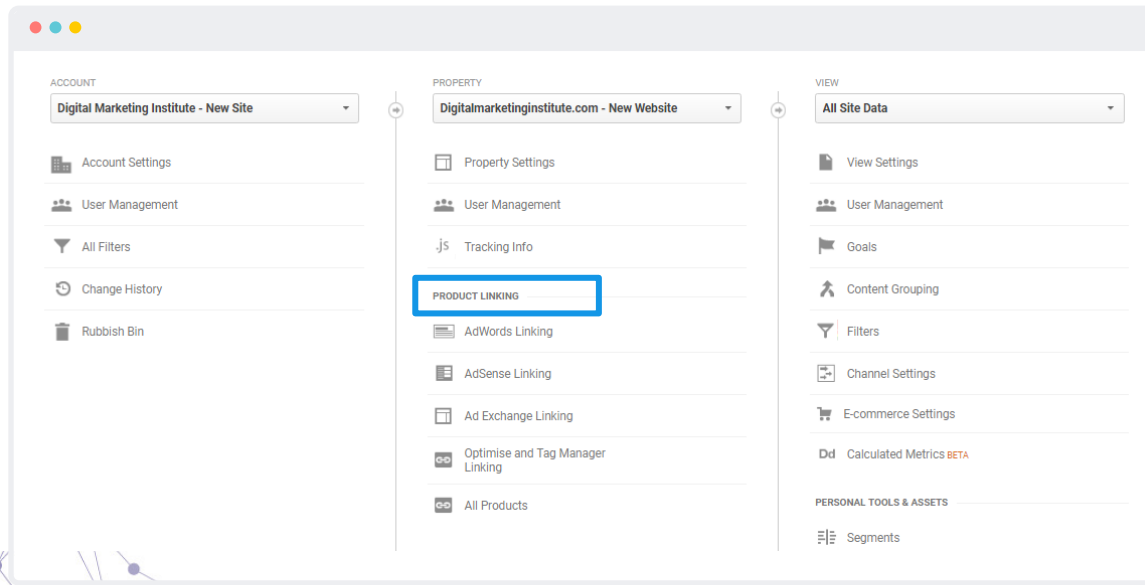 ACCOUNT
Digital Marketing Institute - New Site
Account Settings
User Management
All Filters
Change History
Rubbish Bin
PROPERTY
Digitalmarketinginstitute.com - New Website
Property Settings
User Management
.js Tracking Info
PRODUCT LINKING
AdWords Linking
AdSense Linking
Ad Exchange Linking
Optimise and Tag Manager
Linking
All Products
VIEW
All Site Data
View Settings
User Management
Goals
Content Grouping
Filters
Channel Settings
E-commerce Settings
Dd Calculated Metrics BETA
PERSONAL TOOLS & ASSETS
Segments